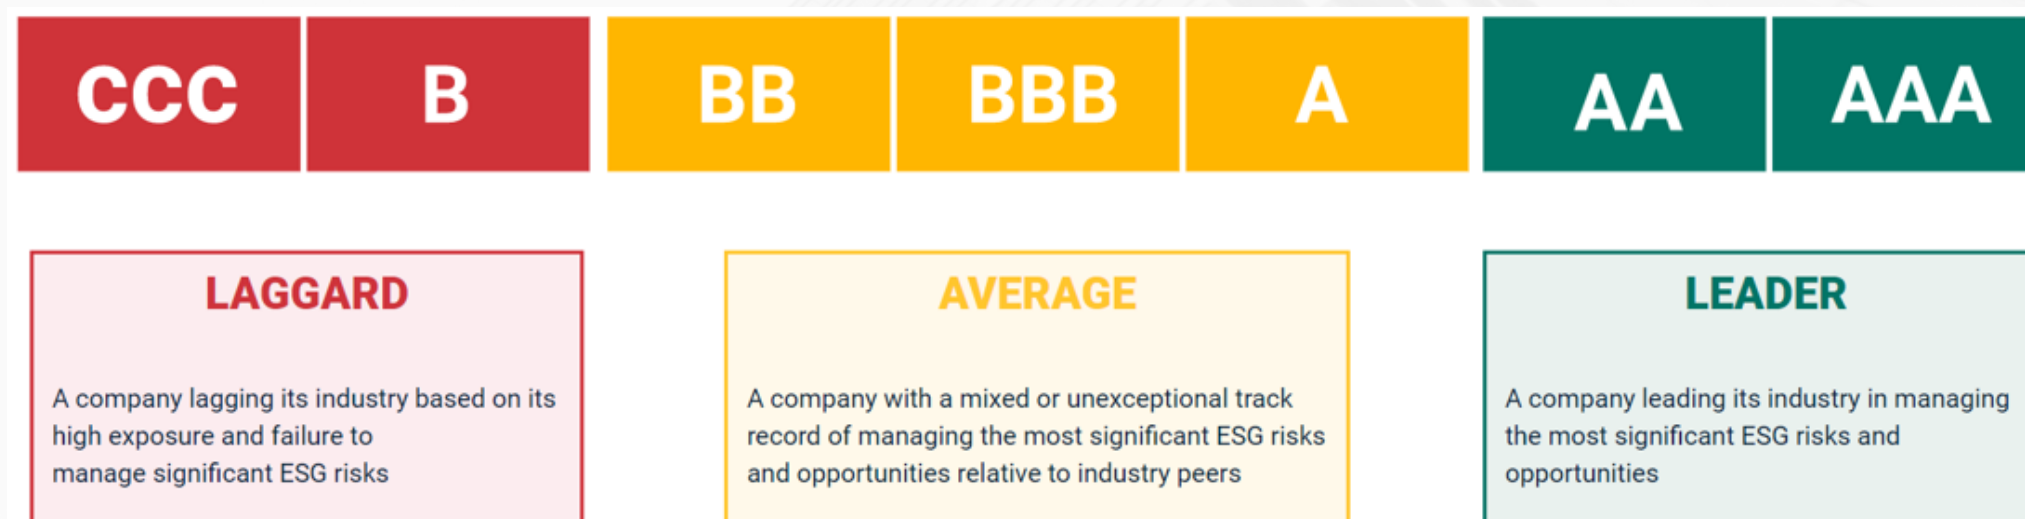 CCC B BB BBB A AA AAA
LAGGARD
A company lagging its industry based on its
high exposure and failure to
manage significant ESG risks
AVERAGE
A company with a mixed or unexceptional track
record of managing the most significant ESG risks
and opportunities relative to industry peers
LEADER
A company leading its industry in managing
the most significant ESG risks and
opportunities